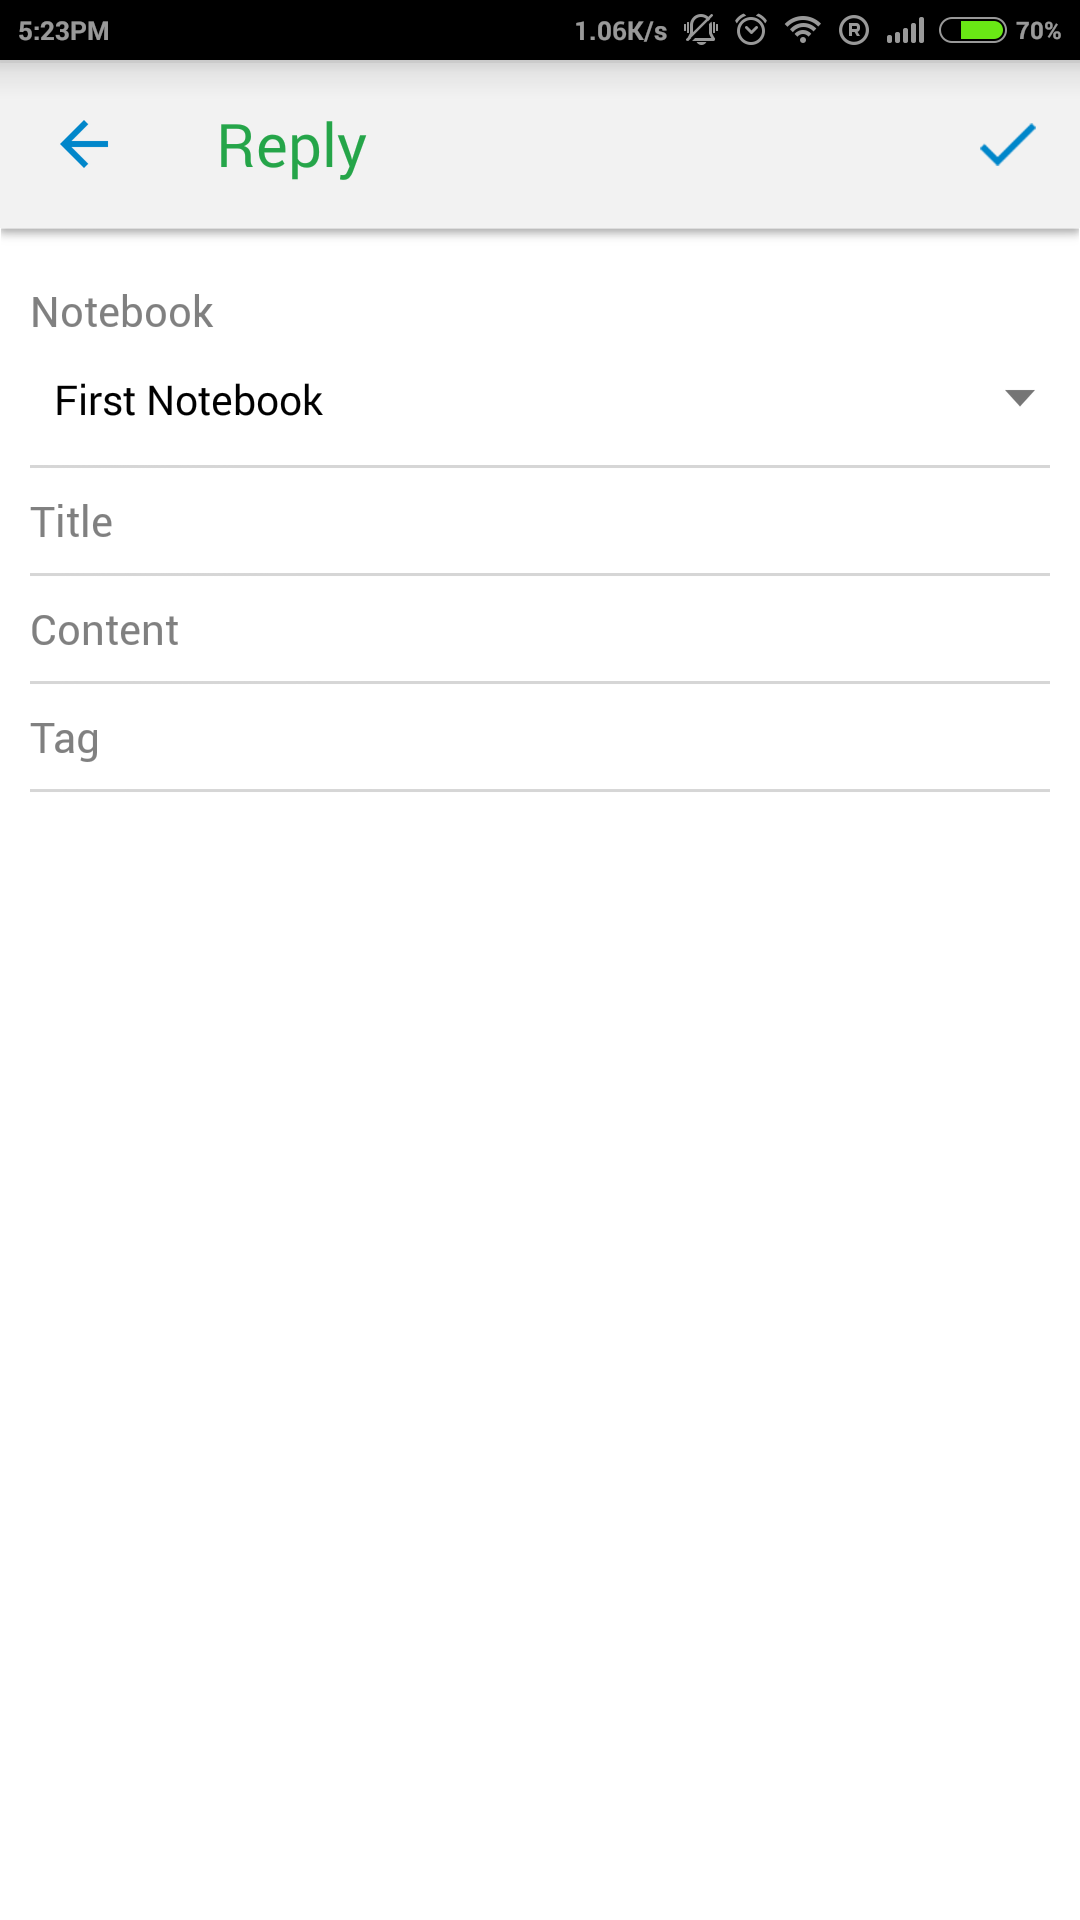 5:23PM 1.06K/s R 70%
Reply
Notebook
First Notebook
Title
Content
Tag